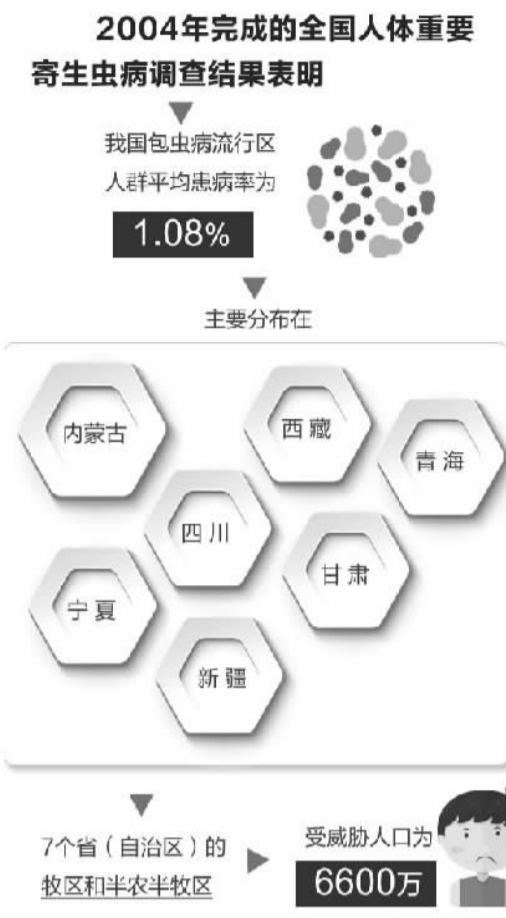 2004年完成的全国人体重要
寄生虫病调查结果表明
我国包虫病流行区
人群平均患病率为
1.08%
主要分布在
内蒙古
西藏
青海
四川
甘肃
宁夏
新疆
7个省（自治区）的
牧区和半农半牧区
受威胁人口为
6600万